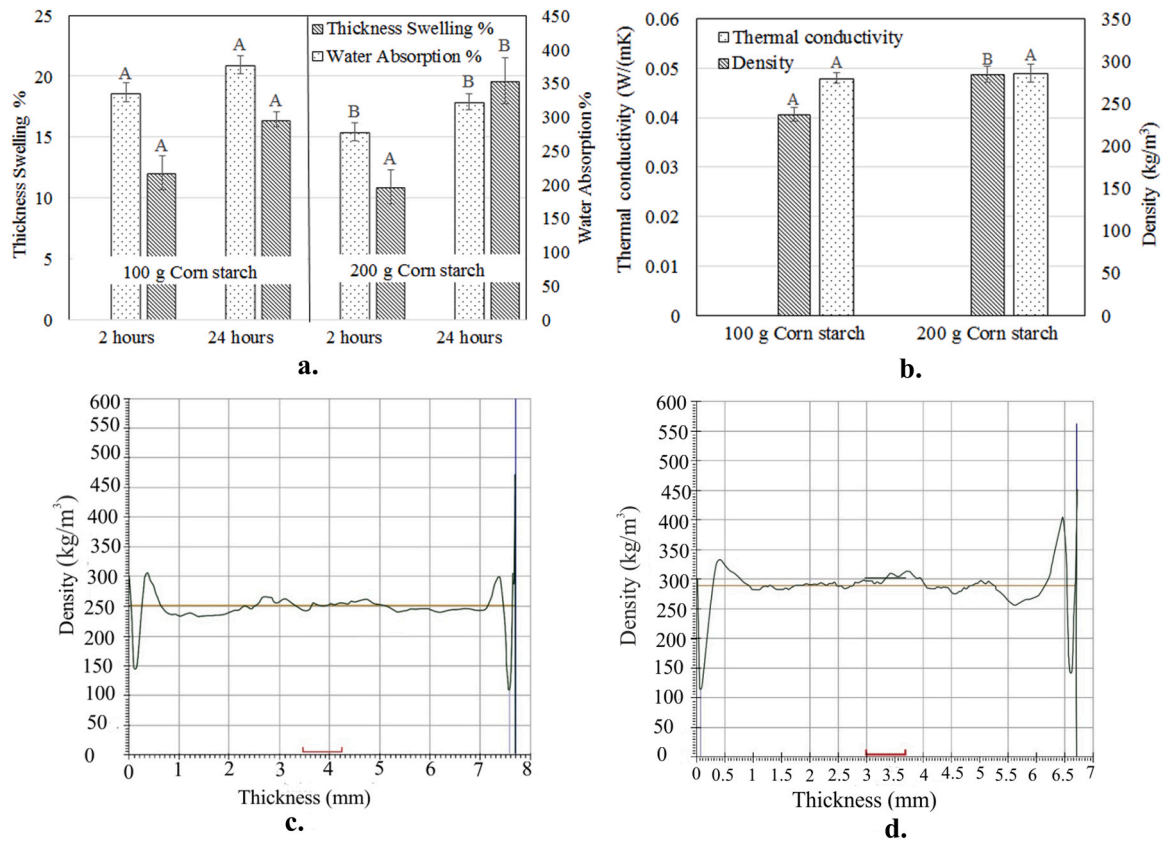 25
20
15
10
5
0
Thickness Swelling %
Thickness Swelling %
Water Absorption %
A
A
A
A
B
A
B
B
100 g Corn starch
200 g Corn starch
2 hours
24 hours
2 hours
24 hours
450
400
350
300
250
200
150
100
50
0
Water Absorption %
a.
0.06
0.05
0.04
0.03
0.02
0.01
0
Thermal conductivity (W/(mK)
Thermal conductivity
Density
A
A
B
A
100 g Corn starch
200 g Corn starch
350
300
250
200
150
100
50
0
Density (kg/m³)
b.
600
550
500
450
400
350
300
250
200
150
100
50
0
Density (kg/m³)
0 1 2 3 4 5 6 7 8
Thickness (mm)
c.
600
550
500
450
400
350
300
250
200
150
100
50
0
Density (kg/m³)
0 0.5 1 1.5 2 2.5 3 3.5 4 4.5 5 5.5 6 6.5 7
Thickness (mm)
d.